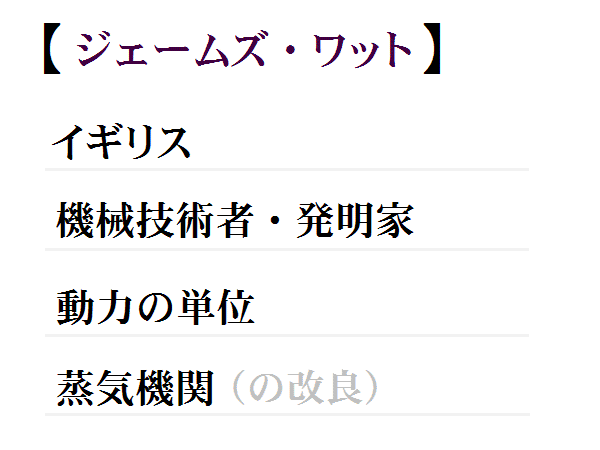 【ジェームズ・ワット】
イギリス
機械技術者・発明家
動力の単位
蒸気機関（の改良）